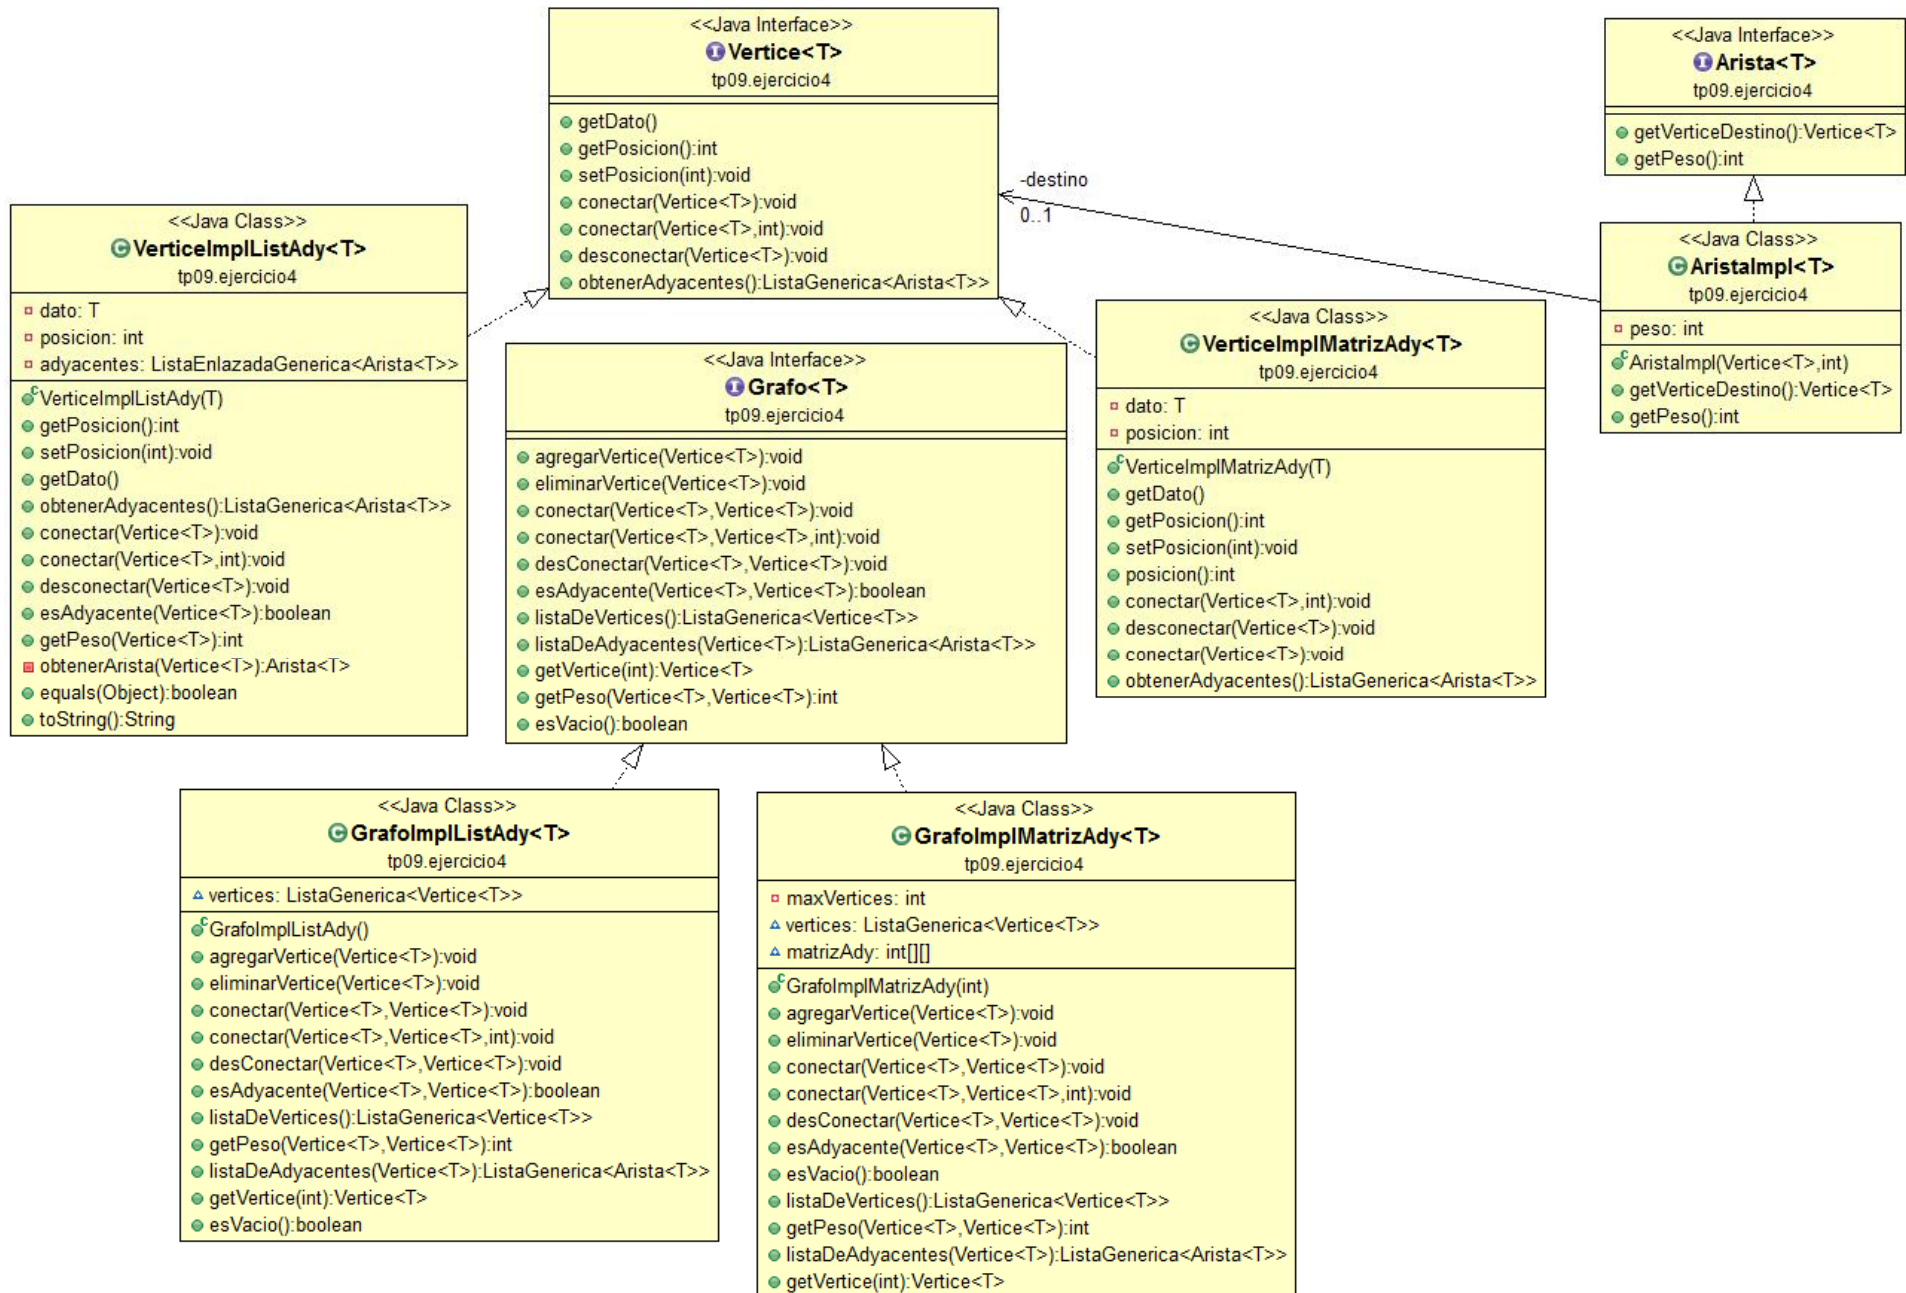 <<Java Interface>>
Vertice<T>
tp09.ejercicio4
getDato()
getPosicion():int
setPosicion(int):void
conectar(Vertice<T>):void
conectar(Vertice<T>,int):void
desconectar(Vertice<T>):void
obtenerAdyacentes():ListaGenerica<Arista<T>>
<<Java Interface>>
Arista<T>
tp09.ejercicio4
getVerticeDestino():Vertice<T>
getPeso():int
-destino
0..1
<<Java Class>>
VerticeImplListAdy<T>
tp09.ejercicio4
dato: T
posicion: int
adyacentes: ListaEnlazadaGenerica<Arista<T>>
VerticeImplListAdy(T)
getPosicion():int
setPosicion(int):void
getDato()
obtenerAdyacentes():ListaGenerica<Arista<T>>
conectar(Vertice<T>):void
conectar(Vertice<T>,int):void
desconectar(Vertice<T>):void
esAdyacente(Vertice<T>):boolean
getPeso(Vertice<T>):int
obtenerArista(Vertice<T>):Arista<T>
equals(Object):boolean
toString():String
<<Java Interface>>
Grafo<T>
tp09.ejercicio4
agregarVertice(Vertice<T>):void
eliminarVertice(Vertice<T>):void
conectar(Vertice<T>,Vertice<T>):void
conectar(Vertice<T>,Vertice<T>,int):void
desConectar(Vertice<T>,Vertice<T>):void
esAdyacente(Vertice<T>,Vertice<T>):boolean
listaDeVertices():ListaGenerica<Vertice<T>>
listaDeAdyacentes(Vertice<T>):ListaGenerica<Arista<T>>
getVertice(int):Vertice<T>
getPeso(Vertice<T>,Vertice<T>):int
esVacio():boolean
<<Java Class>>
VerticeImplMatrizAdy<T>
tp09.ejercicio4
dato: T
posicion: int
VerticeImplMatrizAdy(T)
getDato()
getPosicion():int
setPosicion(int):void
posicion():int
conectar(Vertice<T>,int):void
desconectar(Vertice<T>):void
conectar(Vertice<T>):void
obtenerAdyacentes():ListaGenerica<Arista<T>>
<<Java Class>>
AristaImpl<T>
tp09.ejercicio4
peso: int
AristaImpl(Vertice<T>,int)
getVerticeDestino():Vertice<T>
getPeso():int
<<Java Class>>
GrafoImplListAdy<T>
tp09.ejercicio4
vertices: ListaGenerica<Vertice<T>>
GrafoImplListAdy()
agregarVertice(Vertice<T>):void
eliminarVertice(Vertice<T>):void
conectar(Vertice<T>,Vertice<T>):void
conectar(Vertice<T>,Vertice<T>,int):void
desConectar(Vertice<T>,Vertice<T>):void
esAdyacente(Vertice<T>,Vertice<T>):boolean
listaDeVertices():ListaGenerica<Vertice<T>>
getPeso(Vertice<T>,Vertice<T>):int
listaDeAdyacentes(Vertice<T>):ListaGenerica<Arista<T>>
getVertice(int):Vertice<T>
esVacio():boolean
<<Java Class>>
GrafoImplMatrizAdy<T>
tp09.ejercicio4
maxVertices: int
vertices: ListaGenerica<Vertice<T>>
matrizAdy: int[][]
GrafoImplMatrizAdy(int)
agregarVertice(Vertice<T>):void
eliminarVertice(Vertice<T>):void
conectar(Vertice<T>,Vertice<T>):void
conectar(Vertice<T>,Vertice<T>,int):void
desConectar(Vertice<T>,Vertice<T>):void
esAdyacente(Vertice<T>,Vertice<T>):boolean
esVacio():boolean
listaDeVertices():ListaGenerica<Vertice<T>>
getPeso(Vertice<T>,Vertice<T>):int
listaDeAdyacentes(Vertice<T>):ListaGenerica<Arista<T>>
getVertice(int):Vertice<T>